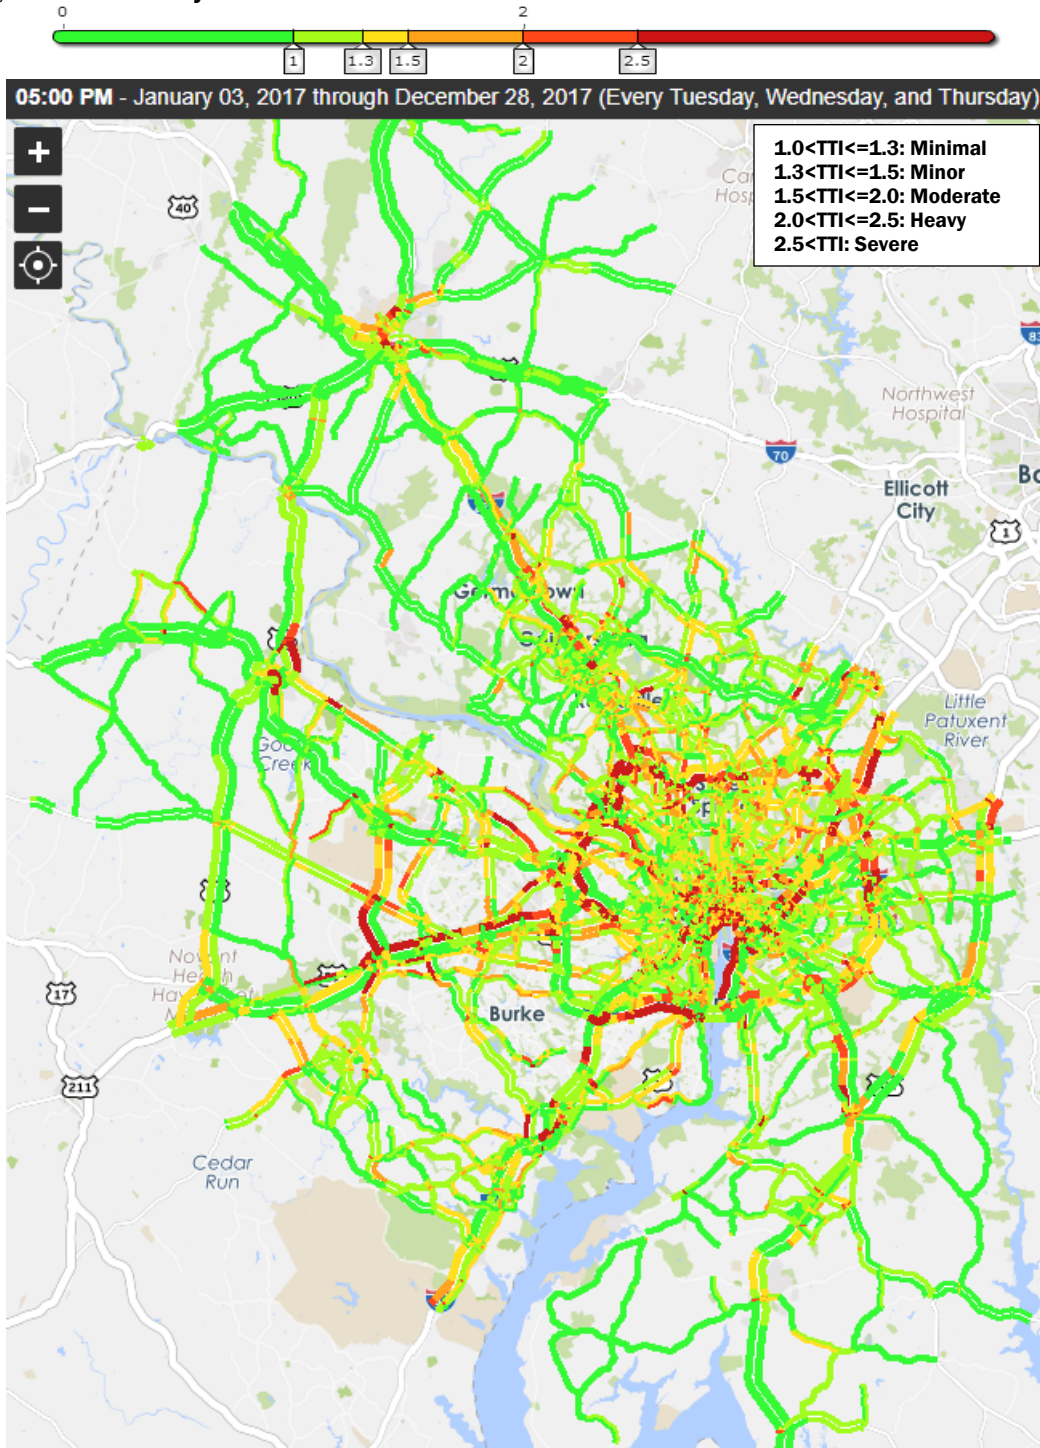 0 2
1 1.3 1.5 2 2.5
05:00 PM - January 03, 2017 through December 28, 2017 (Every Tuesday, Wednesday, and Thursday)
+
−
1.0<TTI<=1.3: Minimal
1.3<TTI<=1.5: Minor
1.5<TTI<=2.0: Moderate
2.0<TTI<=2.5: Heavy
2.5<TTI: Severe
40
83
Northwest
Hospital
70
Ellicott
City
1
Little
Patuxent
River
Creek
17
Burke
211
Cedar
Run